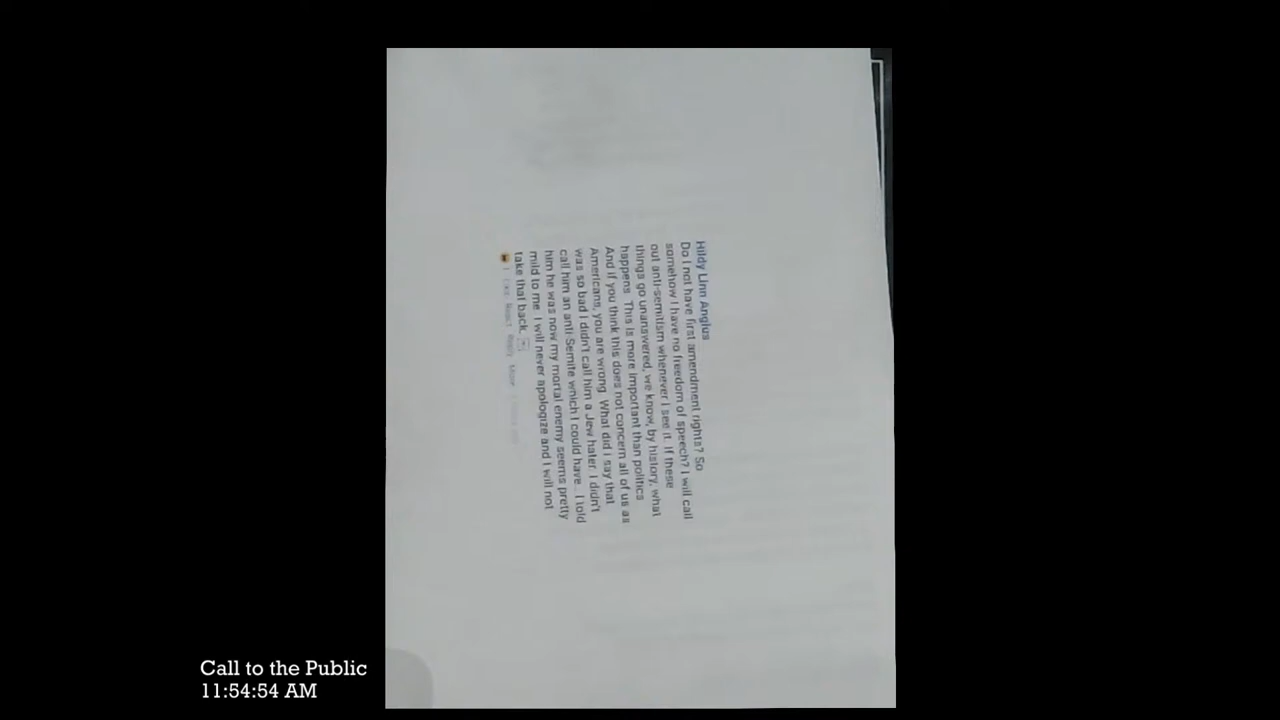 Hildy Linn Angius
Do I not have first amendment rights? So
somehow I have no freedom of speech? I will call
out anti-semitism whenever I see it. If these
things go unanswered, we know, by history, what
happens. This is more important than politics
And if you think this does not concern all of us as
Americans, you are wrong. What did I say that
was so bad I didn't call him a Jew hater. I didn't
call him an anti-Semite which I could have.. I told
him he was now my mortal enemy seems pretty
mild to me. I will never apologize and I will not
take that back.
Like React Reply More
Call to the Public
11:54:54 AM